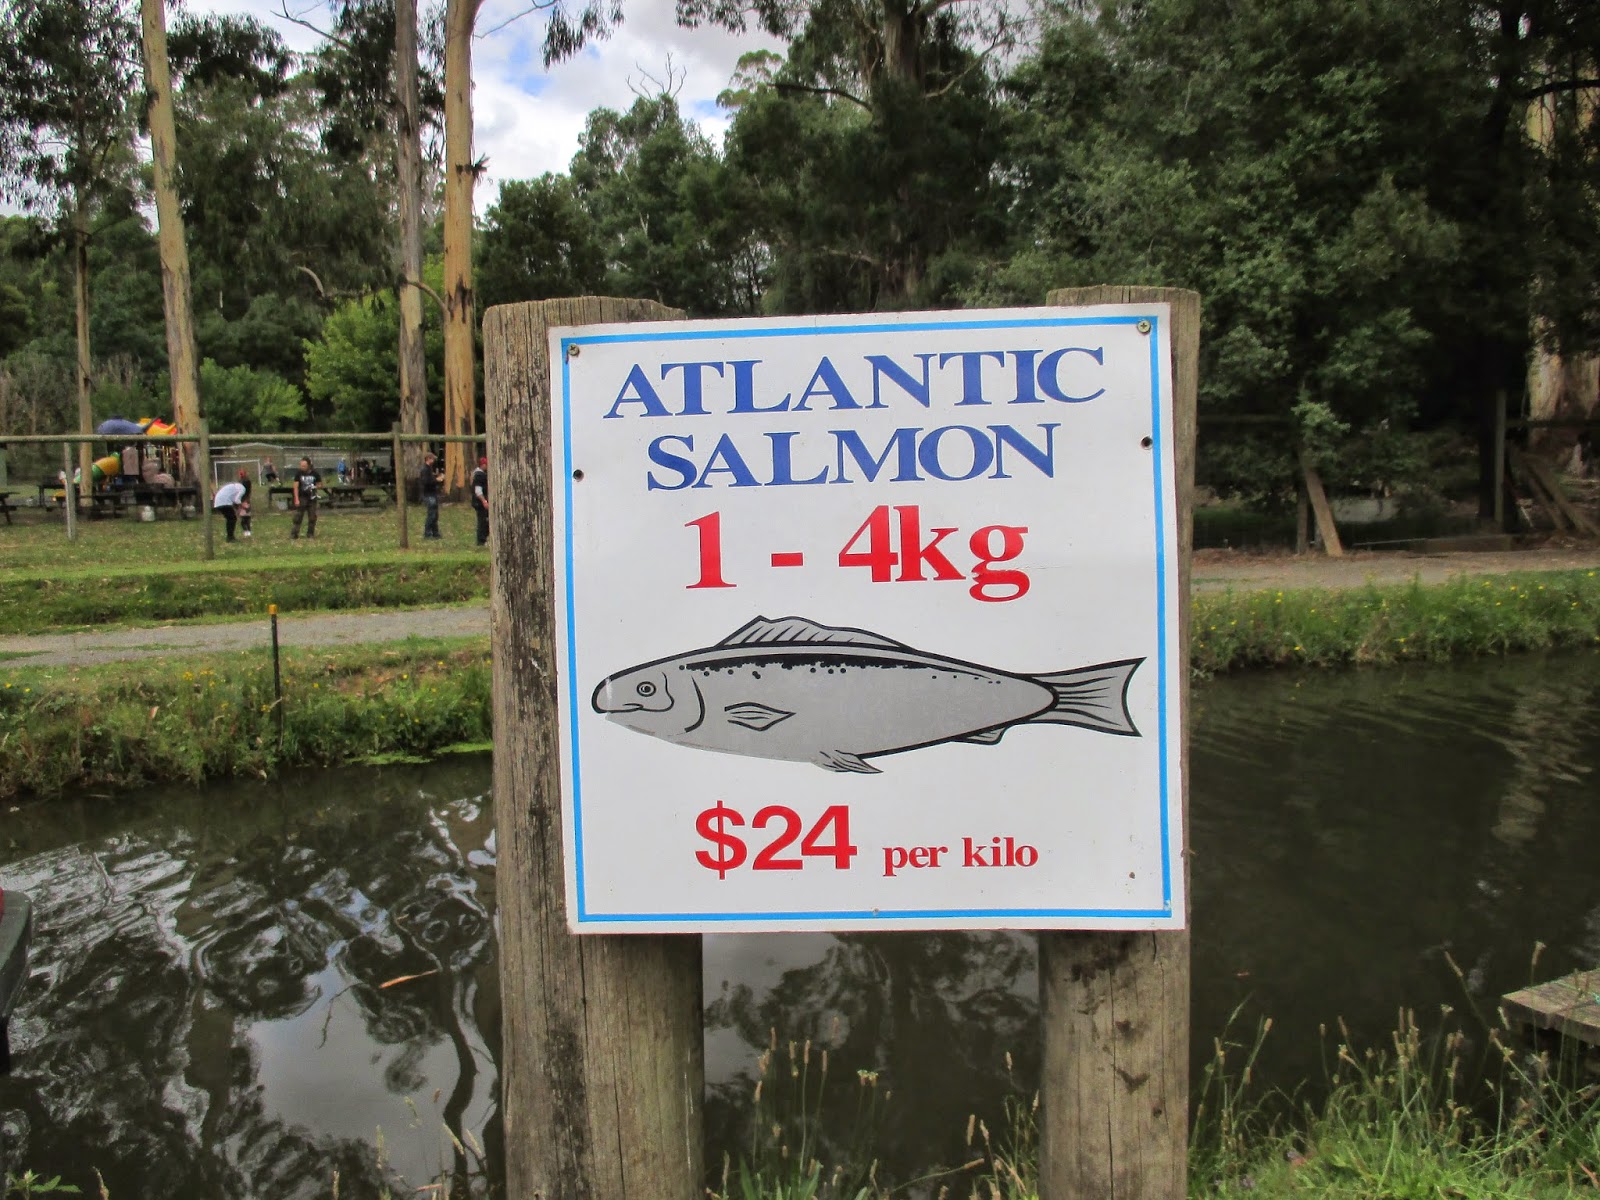 ATLANTIC
SALMON
1 - 4kg
$24 per kilo